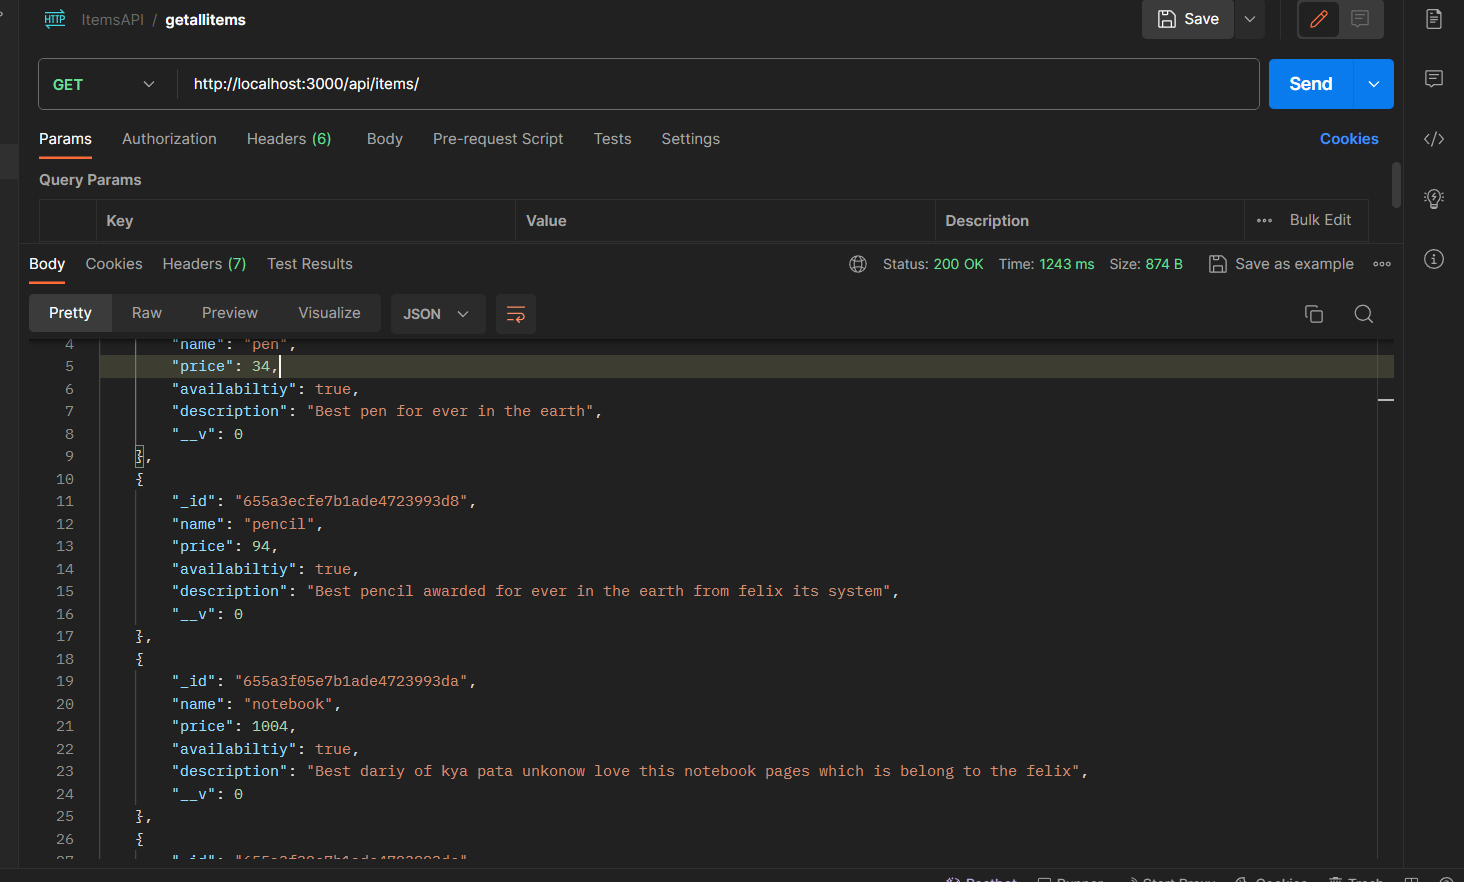 HTTP ItemsAPI / getallitems Save
GET http://localhost:3000/api/items/ Send
Params Authorization Headers (6) Body Pre-request Script Tests Settings Cookies
Query Params
Key Value Description Bulk Edit
Body Cookies Headers (7) Test Results Status: 200 OK Time: 1243 ms Size: 874 B Save as example
Pretty Raw Preview Visualize JSON
4 "name": "pen",
5 "price": 34,
6 "availabiltiy": true,
7 "description": "Best pen for ever in the earth",
8 "__v": 0
9 },
10 {
11 "_id": "655a3ecfe7b1ade4723993d8",
12 "name": "pencil",
13 "price": 94,
14 "availabiltiy": true,
15 "description": "Best pencil awarded for ever in the earth from felix its system",
16 "__v": 0
17 },
18 {
19 "_id": "655a3f05e7b1ade4723993da",
20 "name": "notebook",
21 "price": 1004,
22 "availabiltiy": true,
23 "description": "Best dariy of kya pata unkonow love this notebook pages which is belong to the felix",
24 "__v": 0
25 },
26 {
Postbot Runner Start Proxy Cookies Trash